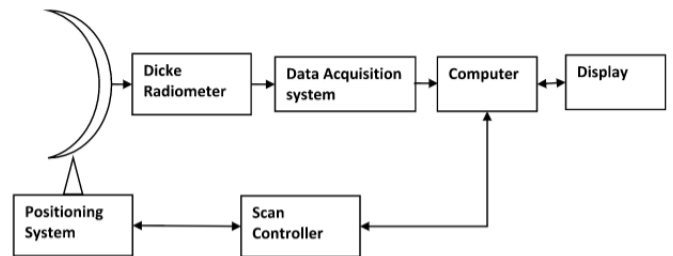 Dicke
Radiometer
Data Acquisition
system
Computer
Display
Positioning
System
Scan
Controller